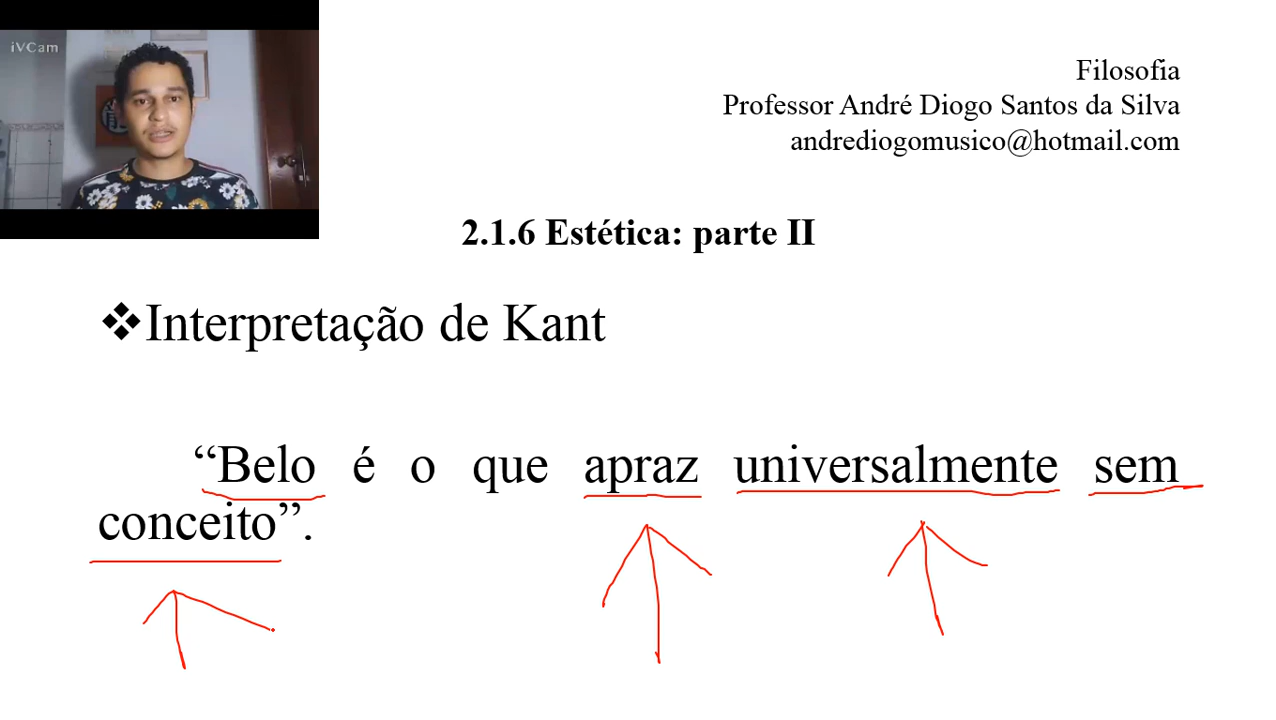 iVCam
Filosofia
Professor André Diogo Santos da Silva
andrediogomusico@hotmail.com
2.1.6 Estética: parte II
❖Interpretação de Kant
“Belo é o que apraz universalmente sem
conceito”.